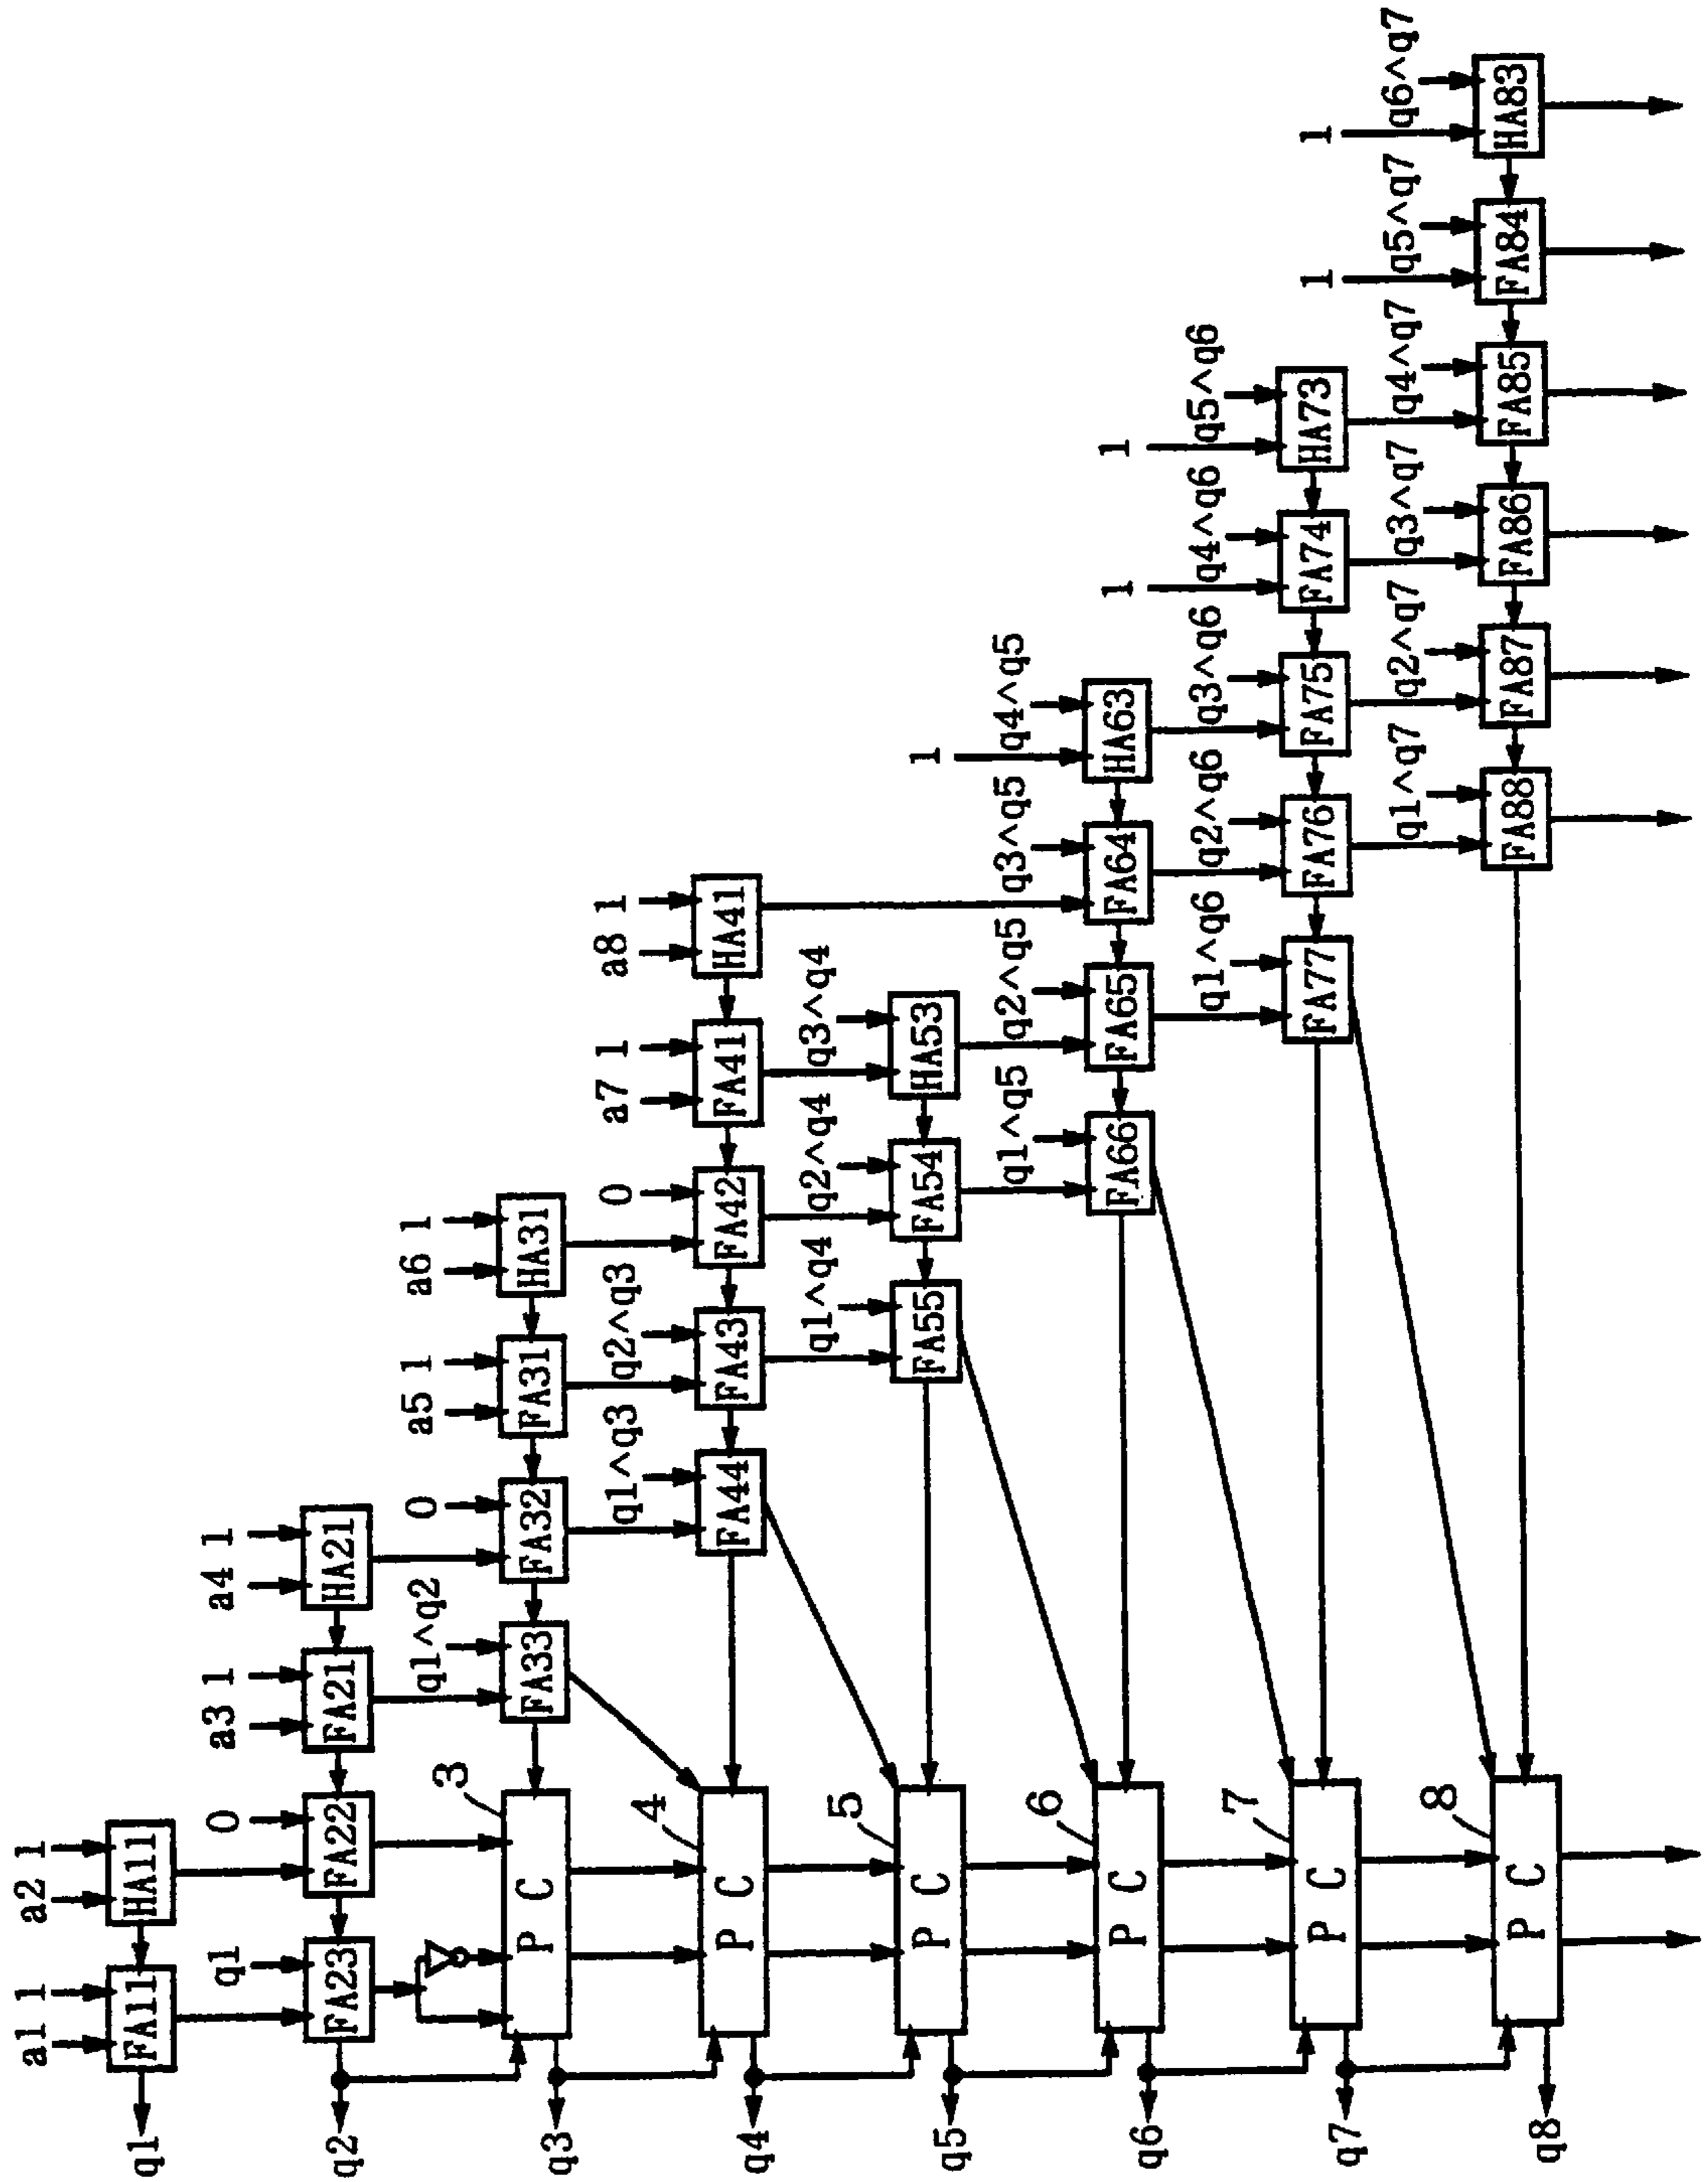 a1 1 a2 1
q1 FA11 HA11
q1 0 a3 1 a4 1
q2 FA23 FA22 FA21 HA21
q1^q2 0 a5 1 a6 1
3
q3 P C FA33 FA32 FA31 HA31
q1^q3 q2^q3 0 a7 1 a8 1
4
q4 P C FA44 FA43 FA42 FA41 HA41
q1^q4 q2^q4 q3^q4
5
1
q5 P C FA55 FA54 HA53
q1^q5 q2^q5 q3^q5 q4^q5
6
1 1
q6 P C FA66 FA65 FA64 HA63
q1^q6 q2^q6 q3^q6 q4^q6 q5^q6
7
1 1
q7 P C FA77 FA76 FA75 FA74 HA73
q1^q7 q2^q7 q3^q7 q4^q7 q5^q7 q6^q7
8
q8 P C FA88 FA87 FA86 FA85 FA84 HA83